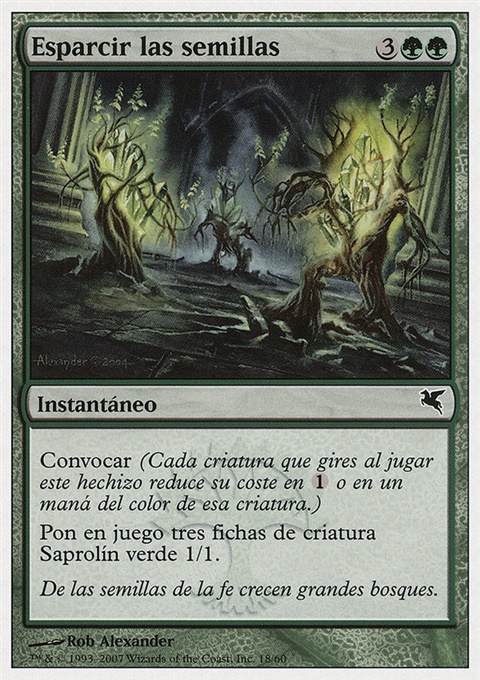 Esparcir las semillas 3
Alexander © 2004
Instantáneo
Convocar (Cada criatura que gires al jugar
este hechizo reduce su coste en 1 o en un
maná del color de esa criatura.)
Pon en juego tres fichas de criatura
Saprolín verde 1/1.
De las semillas de la fe crecen grandes bosques.
Rob Alexander
™ & © 1993–2007 Wizards of the Coast, Inc. 18/60